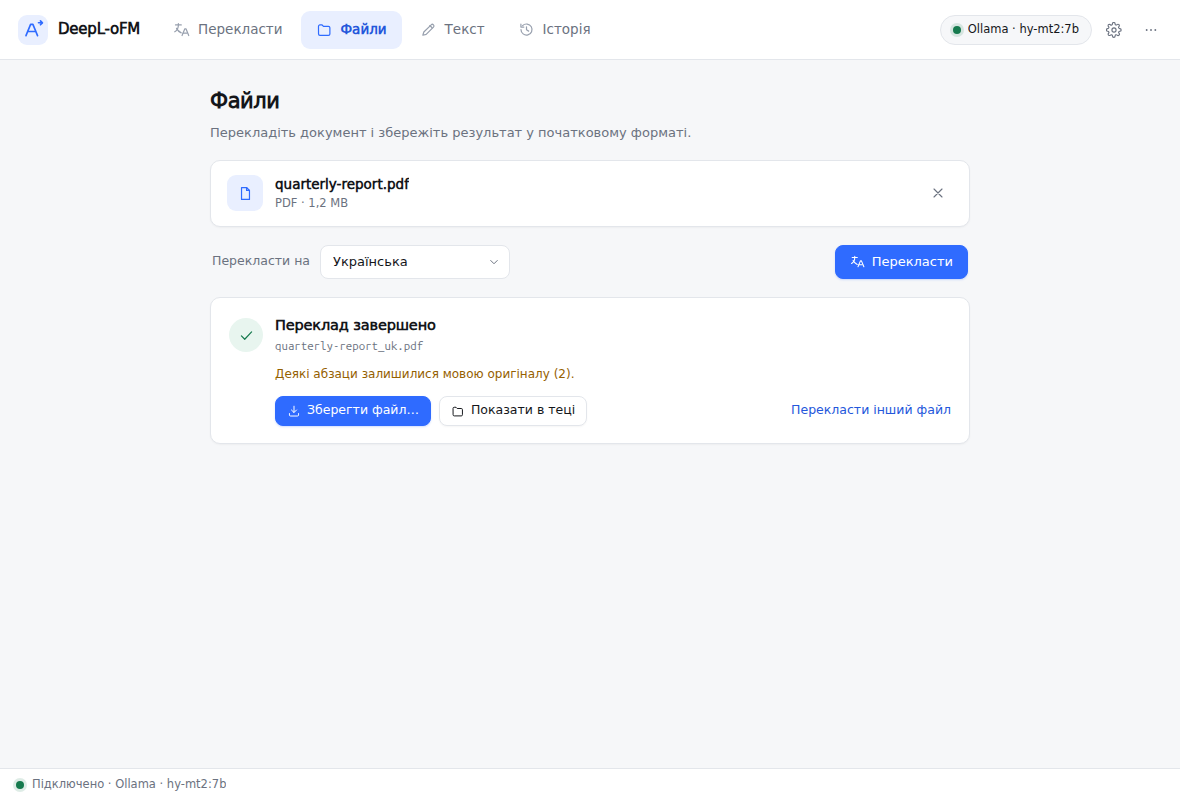 DeepL-oFM
Перекласти
Файли
Текст
Історія
Ollama · hy-mt2:7b
Файли
Перекладіть документ і збережіть результат у початковому форматі.
quarterly-report.pdf
PDF · 1,2 MB
Перекласти на
Українська
Перекласти
Переклад завершено
quarterly-report_uk.pdf
Деякі абзаци залишилися мовою оригіналу (2).
Зберегти файл…
Показати в теці
Перекласти інший файл
Підключено · Ollama · hy-mt2:7b